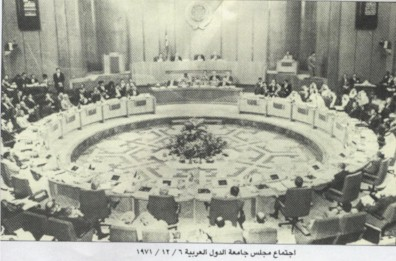 اجتماع مجلس جامعة الدول العربية ٦ / ١٢ / ١٩٧١